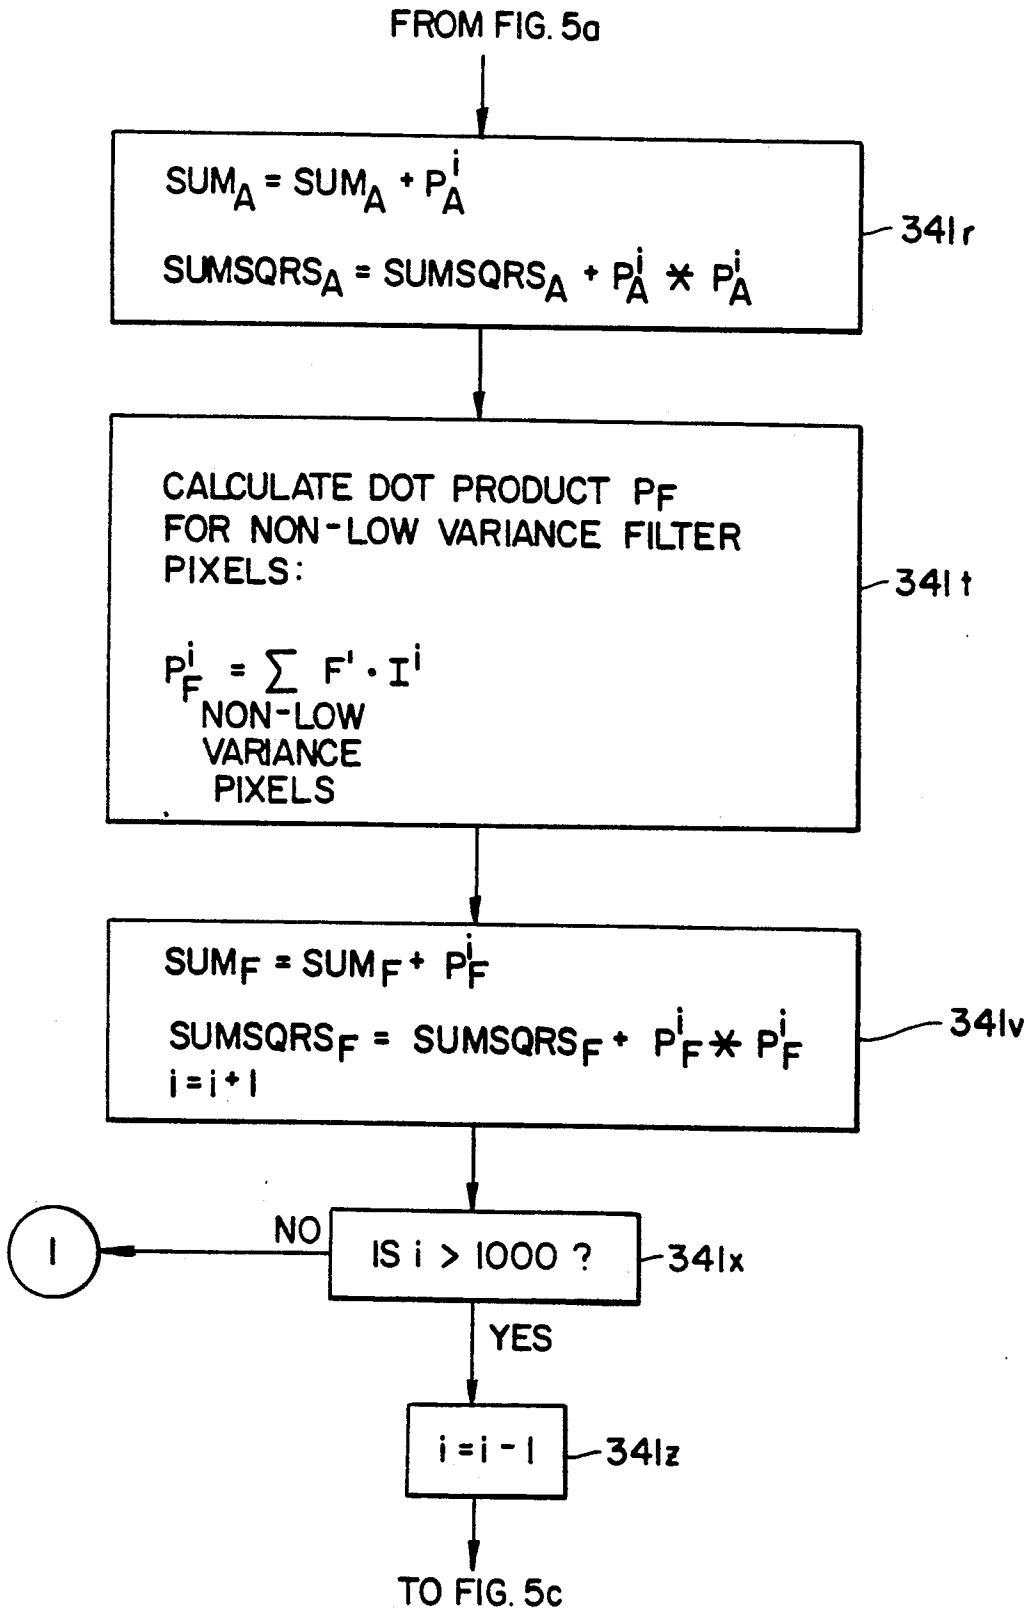 FROM FIG. 5a
SUM_A = SUM_A + P_A^i
SUMSQRS_A = SUMSQRS_A + P_A^i * P_A^i
341r
CALCULATE DOT PRODUCT P_F
FOR NON-LOW VARIANCE FILTER
PIXELS:
341t
P_F^i = ∑ F' · I^i
NON-LOW
VARIANCE
PIXELS
SUM_F = SUM_F + P_F^i
SUMSQRS_F = SUMSQRS_F + P_F^i * P_F^i
i = i + 1
341v
NO
1
IS i > 1000 ?
341x
YES
i = i - 1
341z
TO FIG. 5c